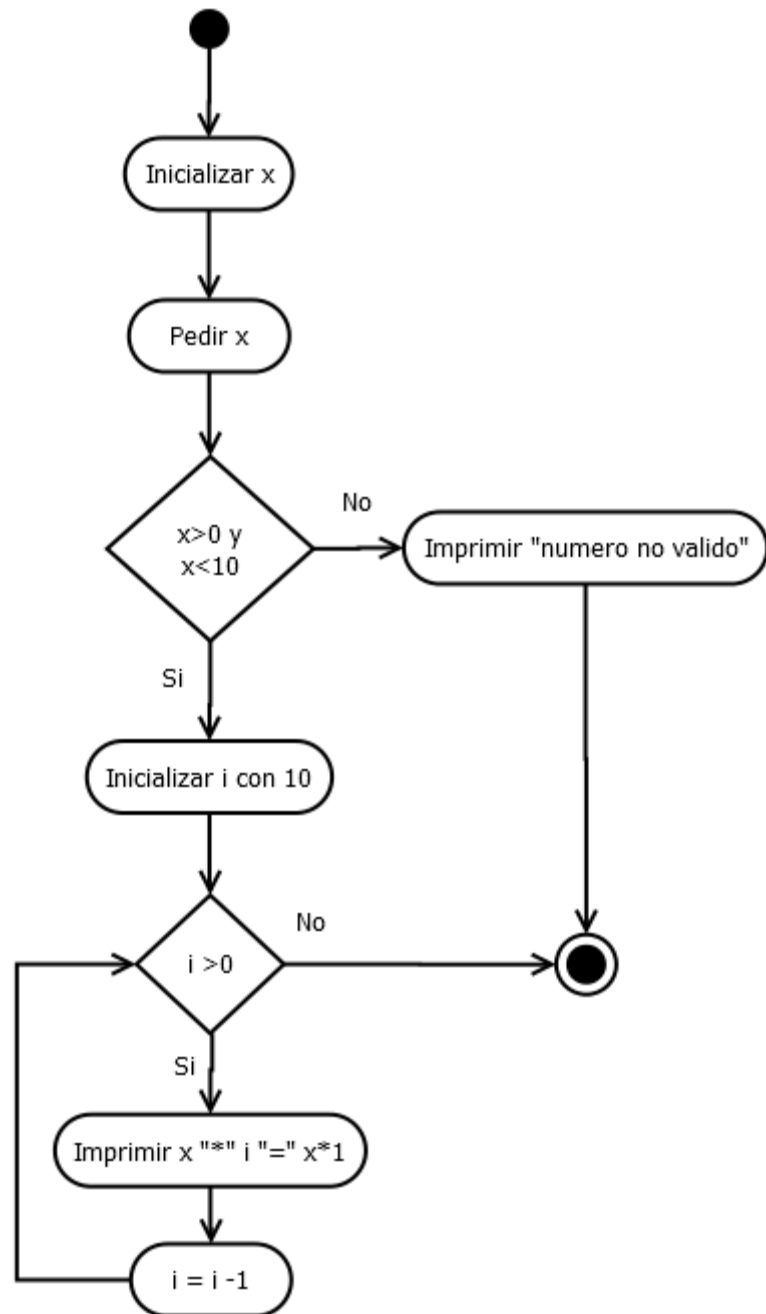 Inicializar x
Pedir x
x>0 y
x<10
No
Imprimir "numero no valido"
Si
Inicializar i con 10
i >0
No
Si
Imprimir x "*" i "=" x*1
i = i -1